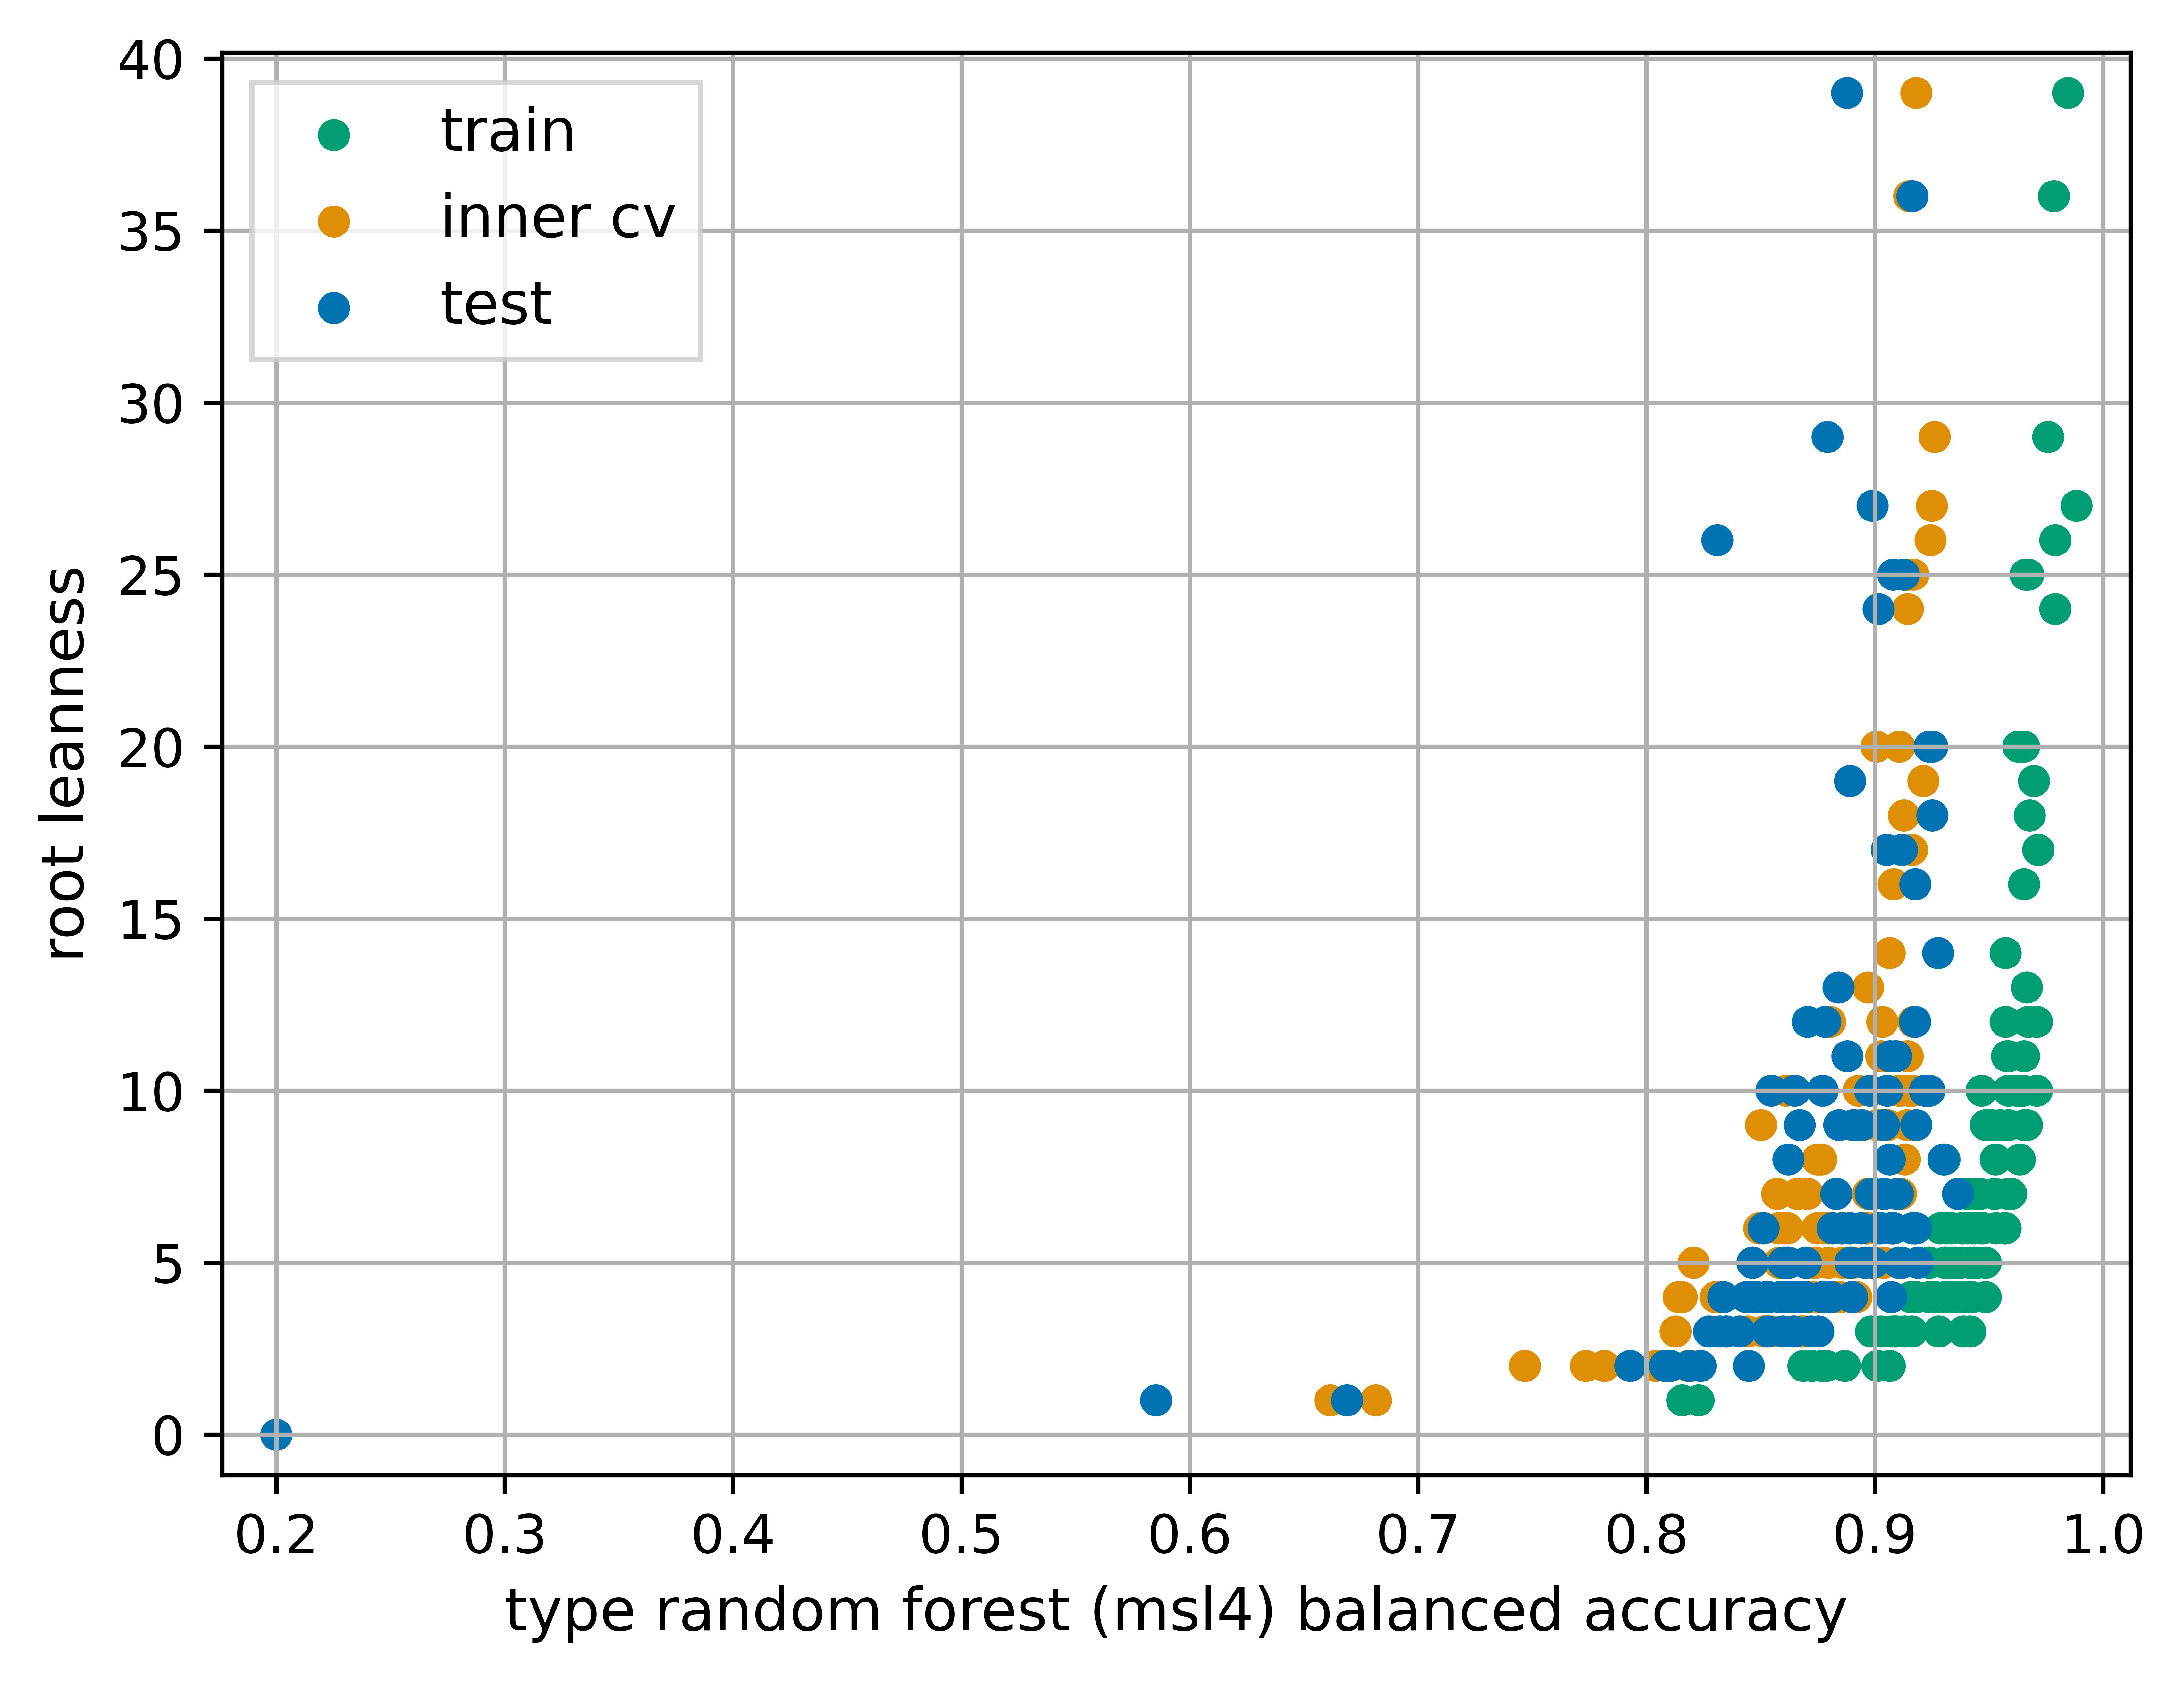 40
35
30
25
20
15
10
5
0
root leanness
train
inner cv
test
0.2 0.3 0.4 0.5 0.6 0.7 0.8 0.9 1.0
type random forest (msl4) balanced accuracy